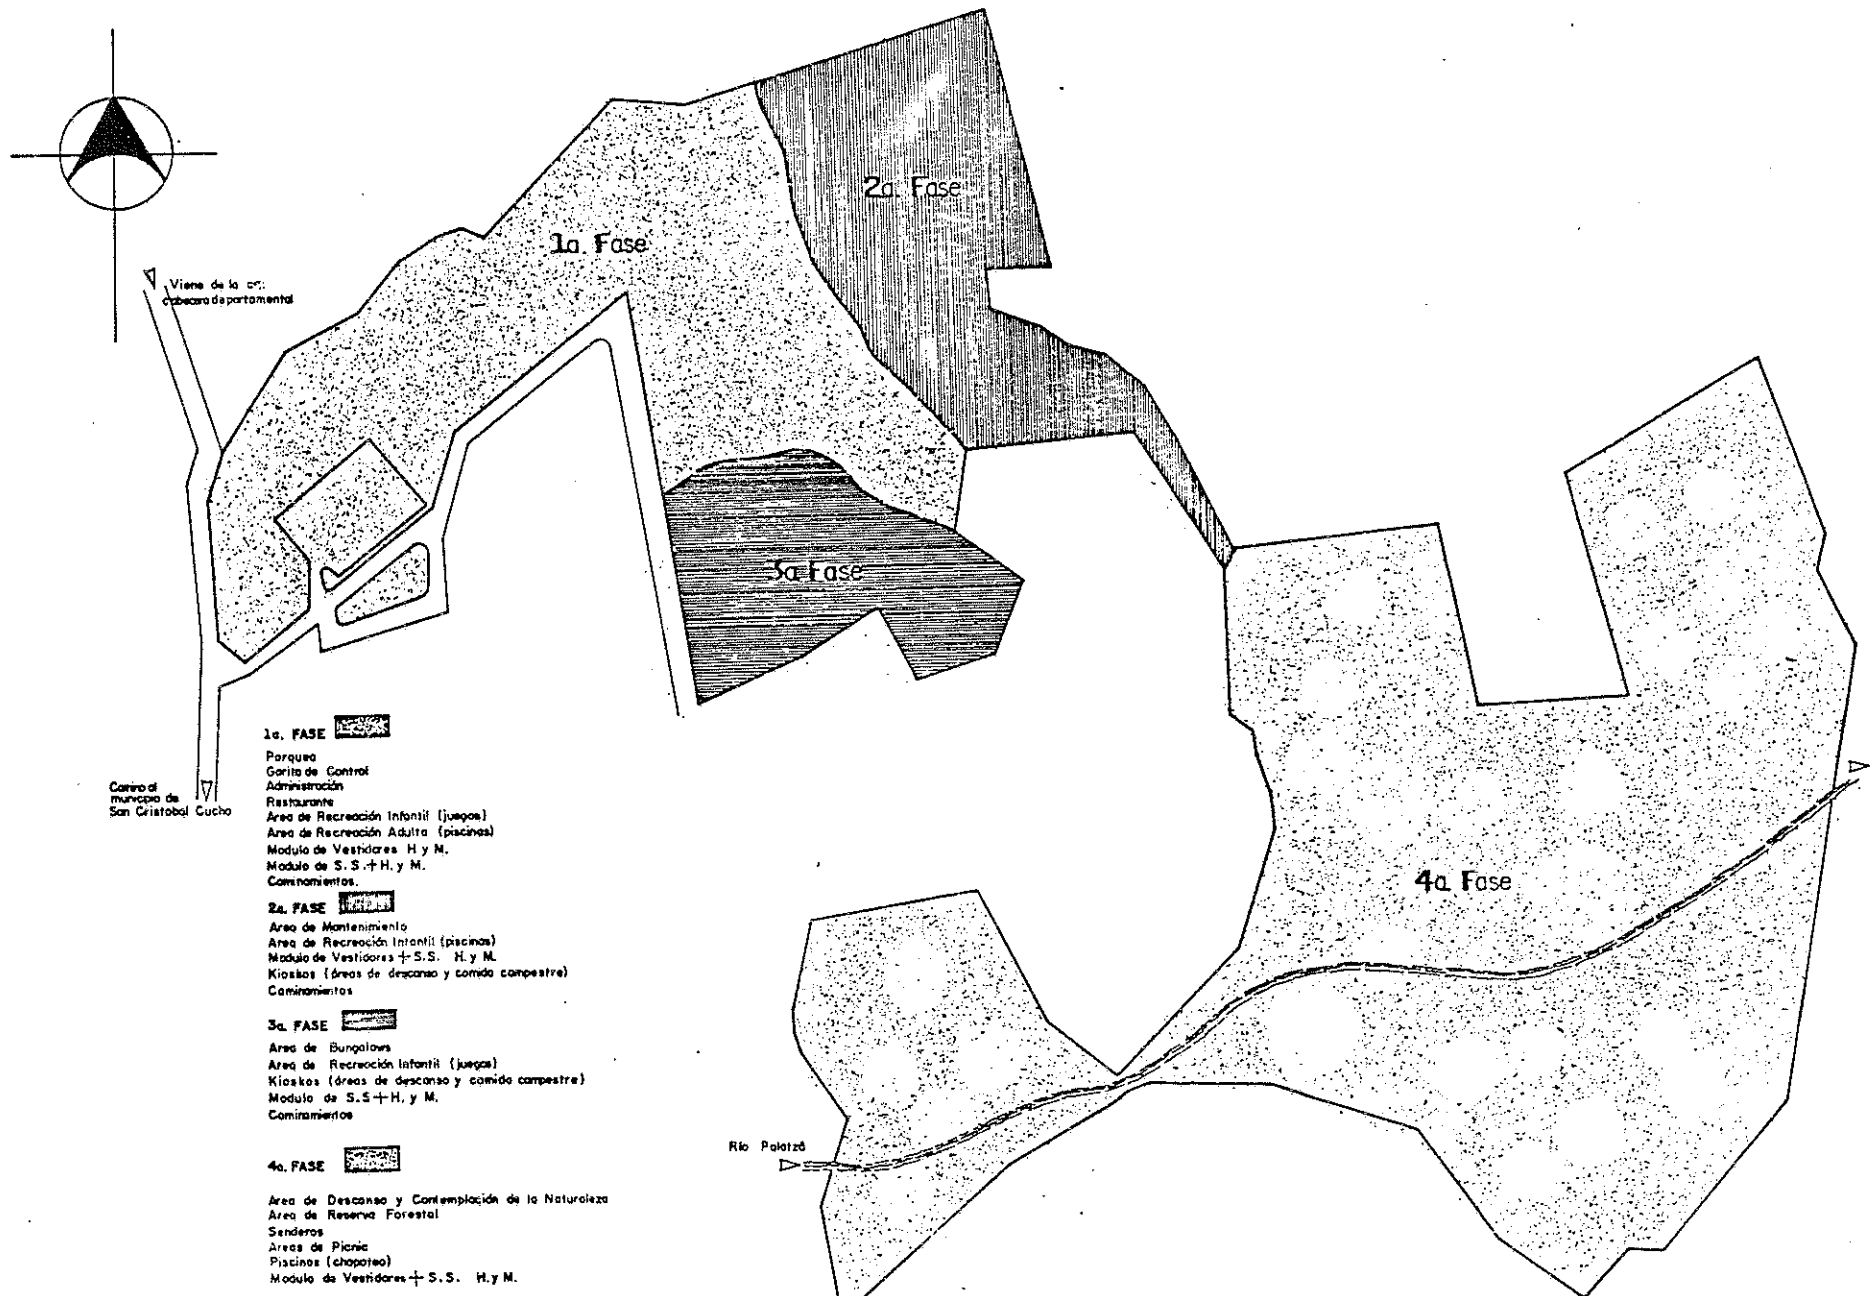 2a. Fase
1a. Fase
Viene de la
cabecera departamental
3a Fase
1a. FASE
Parqueo
Garita de Control
Administración
Restaurante
Area de Recreación Infantil (juegos)
Area de Recreación Adulta (piscinas)
Modulo de Vestidores H y M.
Modulo de S.S.+H. y M.
Caminamientos.
Camino al
municipio de
San Cristobal Cucho
2a. FASE
Area de Mantenimiento
Area de Recreación Infantil (piscinas)
Modulo de Vestidores + S.S. H. y M.
Kioskos (áreas de descanso y comida campestre)
Caminamientos
4a. Fase
3a. FASE
Area de Bungalows
Area de Recreación Infantil (juegos)
Kioskos (áreas de descanso y comida campestre)
Modulo de S.S+H. y M.
Caminamientos
Río Palatzá
4a. FASE
Area de Descanso y Contemplación de la Naturaleza
Area de Reserva Forestal
Senderos
Areas de Picnic
Piscinas (chapoteo)
Modulo de Vestidores + S.S. H. y M.